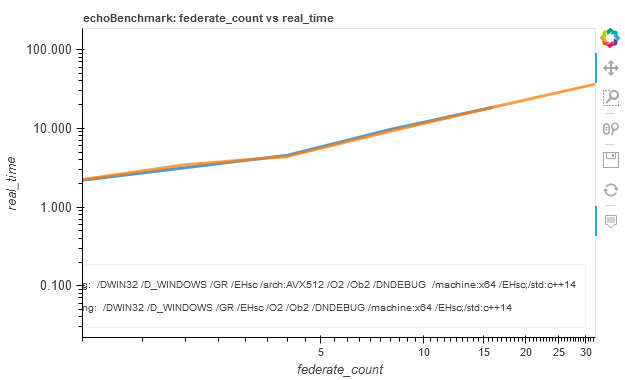 echoBenchmark: federate_count vs real_time
100.000
10.000
1.000
0.100
real_time
g: /DWIN32 /D_WINDOWS /GR /EHsc /arch:AVX512 /O2 /Ob2 /DNDEBUG /machine:x64 /EHsc;/std:c++14
ng: /DWIN32 /D_WINDOWS /GR /EHsc /O2 /Ob2 /DNDEBUG /machine:x64 /EHsc;/std:c++14
5 10 15 20 25 30
federate_count